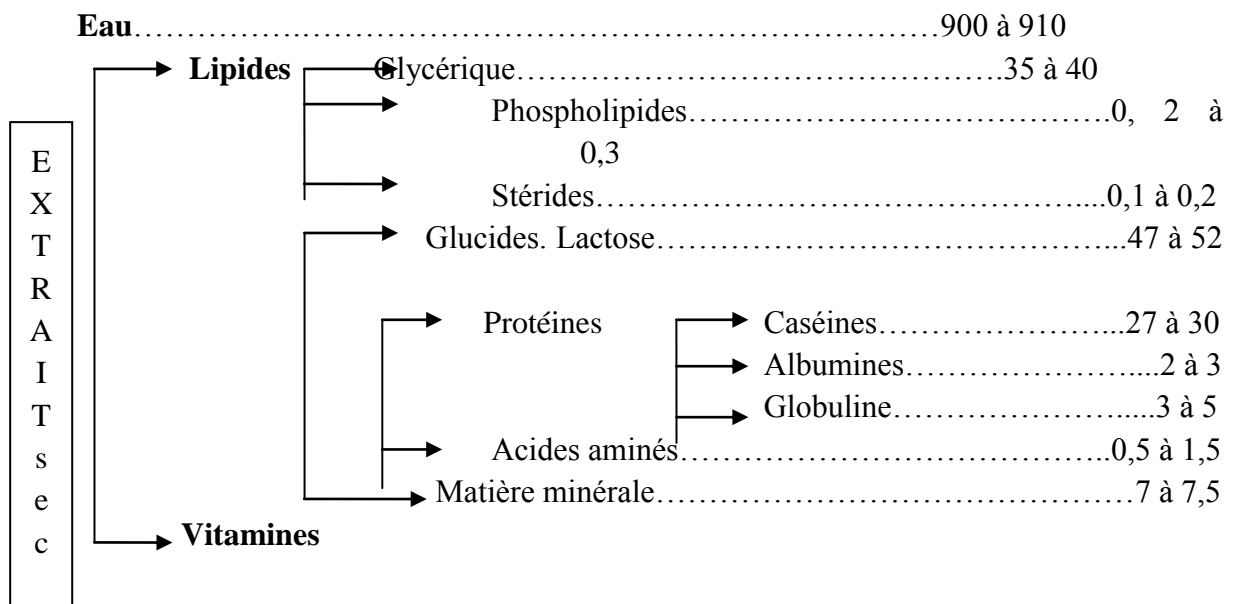 Eau…………….……………………………………………………………900 à 910
Lipides Glycérique……………………………………………35 à 40
Phospholipides…………………………………….0, 2 à
0,3
Stérides…………………………………………....0,1 à 0,2
Glucides. Lactose………………………………………...47 à 52
Protéines Caséines……………………...27 à 30
Albumines…………………....2 à 3
Globuline………………….....3 à 5
Acides aminés……………………………………..0,5 à 1,5
Matière minérale…………………………………………7 à 7,5
Vitamines
E
X
T
R
A
I
T
s
e
c